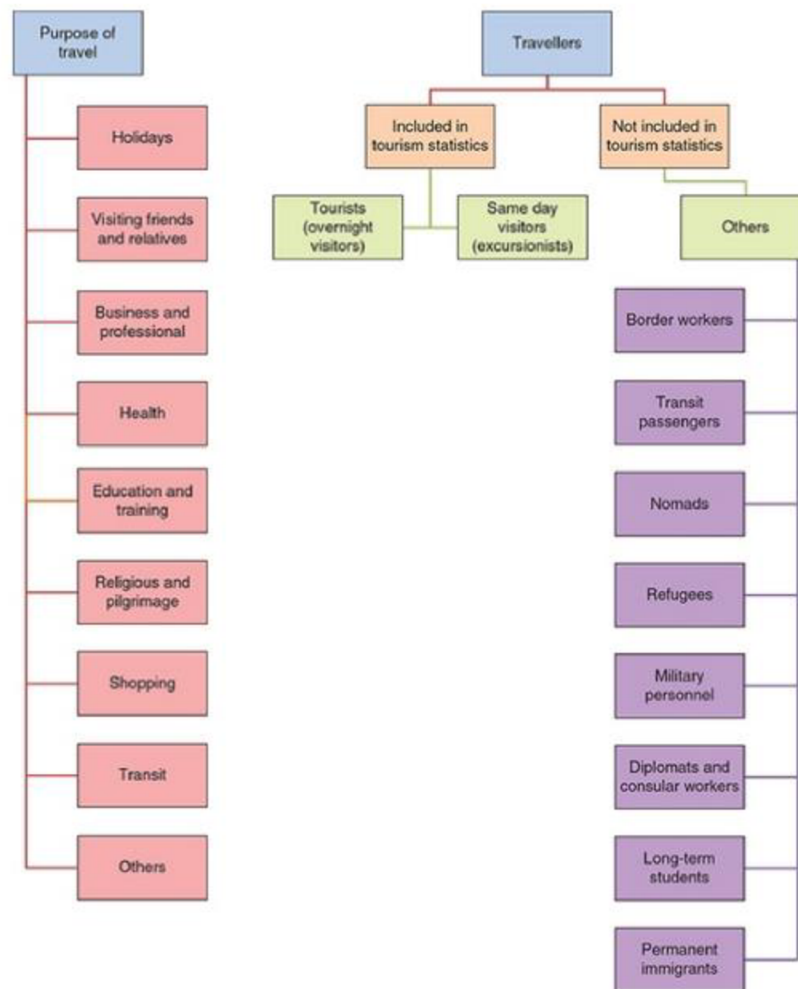 Purpose of
travel
Holidays
Visiting friends
and relatives
Business and
professional
Health
Education and
training
Religious and
pilgrimage
Shopping
Transit
Others
Travellers
Included in
tourism statistics
Not included in
tourism statistics
Tourists
(overnight
visitors)
Same day
visitors
(excursionists)
Others
Border workers
Transit
passengers
Nomads
Refugees
Military
personnel
Diplomats and
consular workers
Long-term
students
Permanent
immigrants